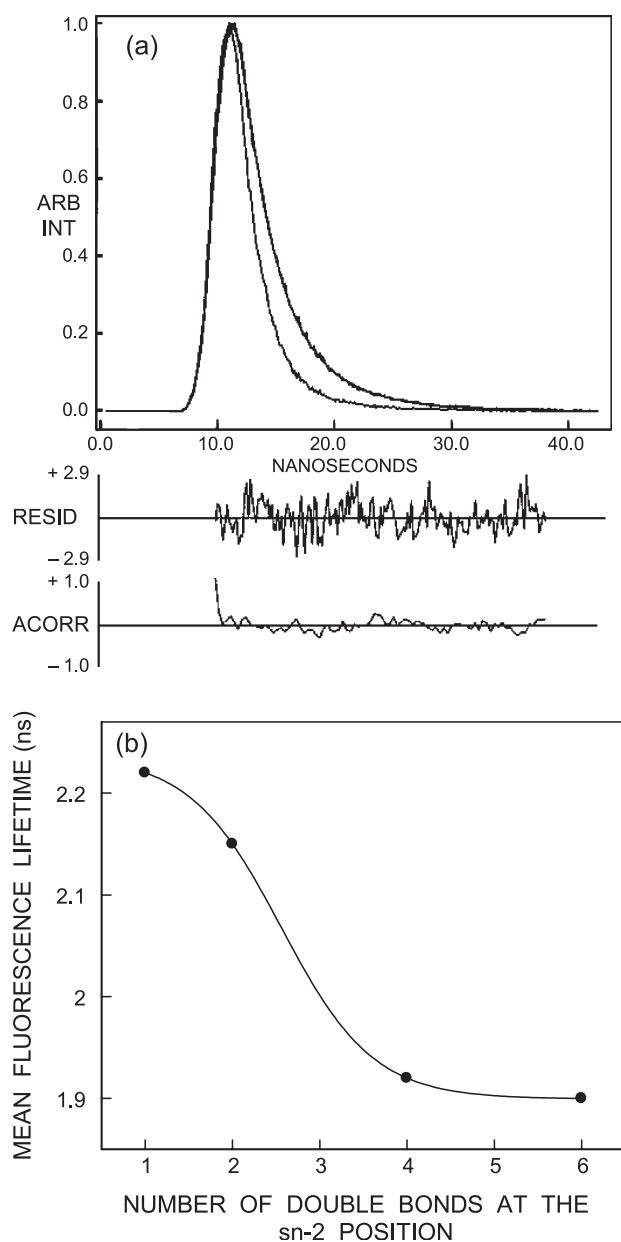 (a)
1.0
0.8
ARB
INT
0.6
0.4
0.2
0.0
0.0 10.0 20.0 30.0 40.0
NANOSECONDS
+ 2.9
RESID
– 2.9
+ 1.0
ACORR
– 1.0
(b)
MEAN FLUORESCENCE LIFETIME (ns)
2.2
2.1
2
1.9
1 2 3 4 5 6
NUMBER OF DOUBLE BONDS AT THE
sn-2 POSITION